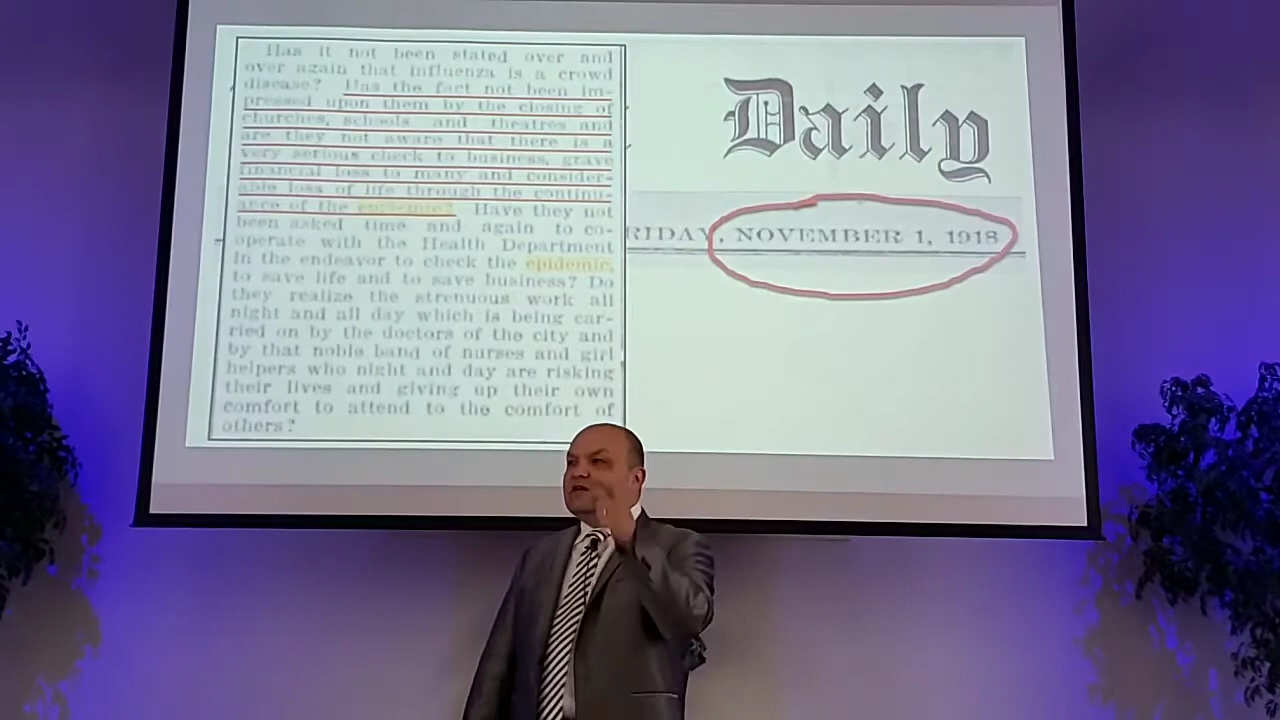 Has it not been stated over and
over again that influenza is a crowd
disease? Has the fact not been im-
pressed upon them by the closing of
churches, schools and theatres and
are they not aware that there is a
very serious check to business, grave
financial loss to many and consider-
able loss of life through the continu-
ance of the epidemic? Have they not
been asked time and again to co-
operate with the Health Department
in the endeavor to check the epidemic,
to save life and to save business? Do
they realize the strenuous work all
night and all day which is being car-
ried on by the doctors of the city and
by that noble band of nurses and girl
helpers who night and day are risking
their lives and giving up their own
comfort to attend to the comfort of
others?
Daily
RIDAY, NOVEMBER 1, 1918